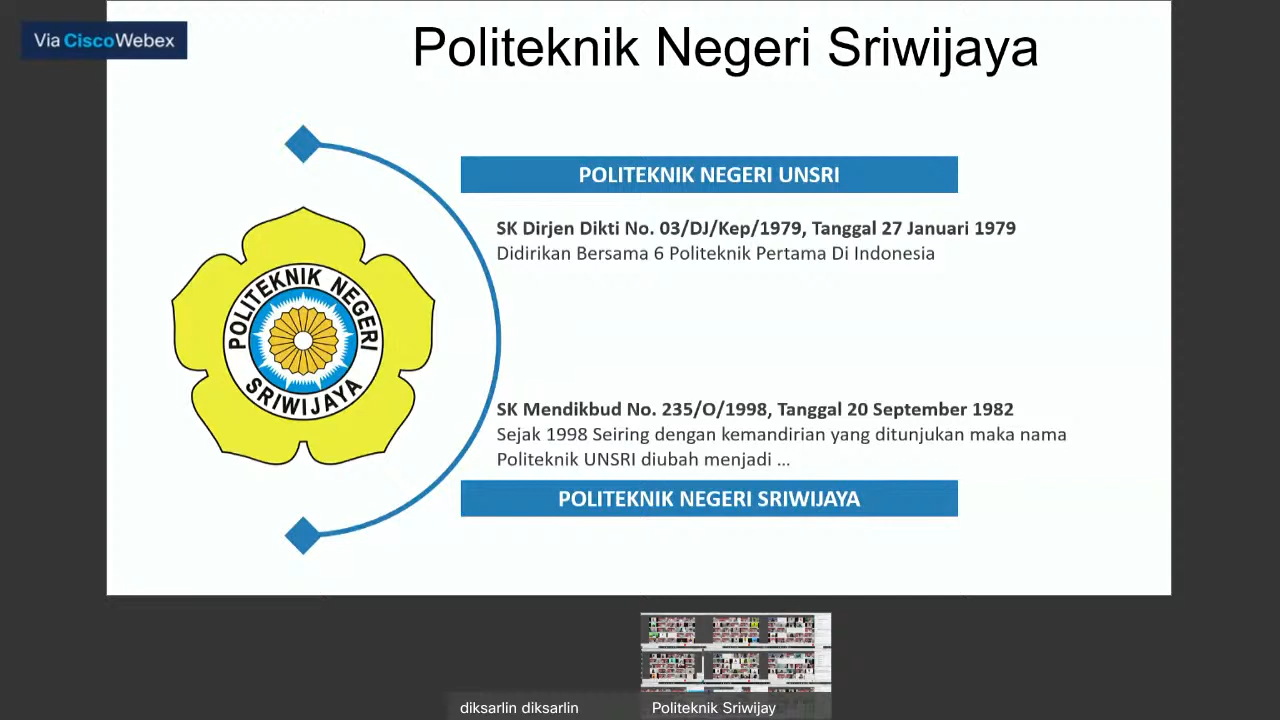 Via CiscoWebex
Politeknik Negeri Sriwijaya
POLITEKNIK NEGERI UNSRI
SK Dirjen Dikti No. 03/DJ/Kep/1979, Tanggal 27 Januari 1979
Didirikan Bersama 6 Politeknik Pertama Di Indonesia
POLITEKNIK NEGERI
SRIWIJAYA
SK Mendikbud No. 235/O/1998, Tanggal 20 September 1982
Sejak 1998 Seiring dengan kemandirian yang ditunjukan maka nama
Politeknik UNSRI diubah menjadi ...
POLITEKNIK NEGERI SRIWIJAYA
diksarlin diksarlin
Politeknik Sriwijay